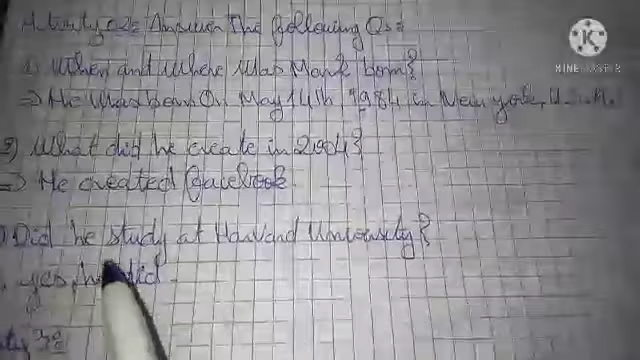 Activity 02: Answer The following Qs:
KINEMASTER
1) When and where was Mark born?
=> He was born On May 14th 1984 in New york, U.S.A.
2) What did he create in 2004?
=> He created facebook
) Did he study at Harvard University?
yes, he did